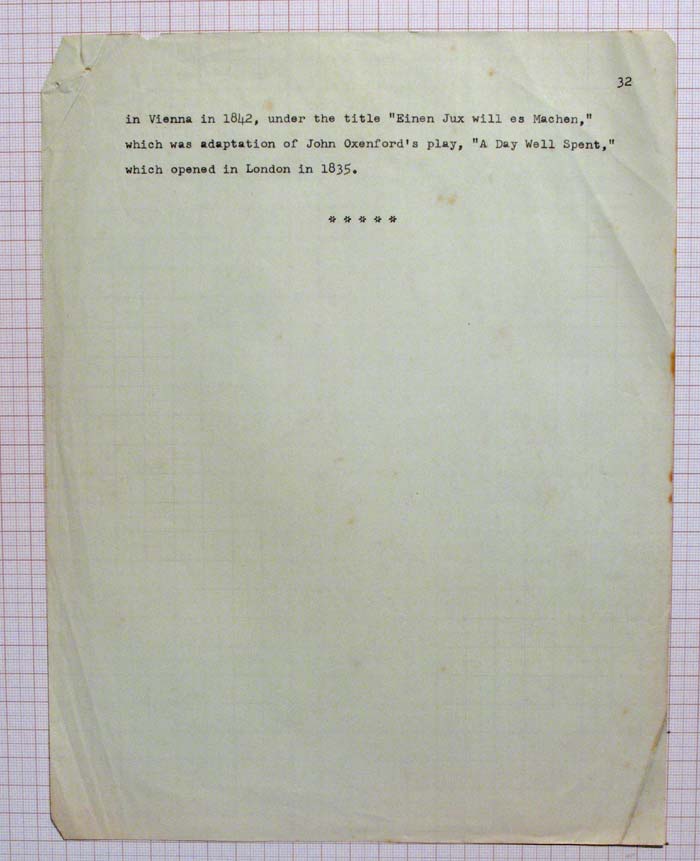 32
in Vienna in 1842, under the title "Einen Jux will es Machen,"
which was adaptation of John Oxenford's play, "A Day Well Spent,"
which opened in London in 1835.
* * * * *